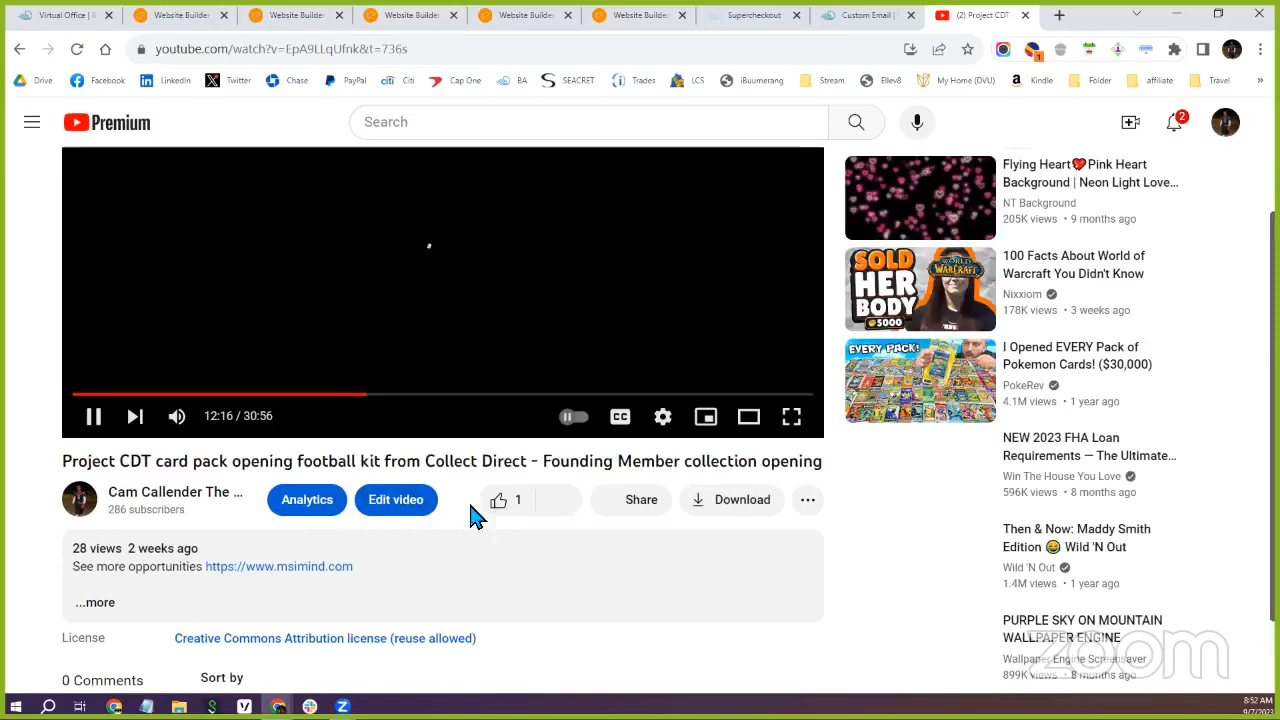 Virtual Office |
Website Builder
Website Builder
Website Builder
Website Builder
Website Builder
Supercheckout
Custom Email |
(2) Project CDT
youtube.com/watch?v=EpA9LLqUfnk&t=736s
1
Drive
Facebook
LinkedIn
Twitter
Chase
PayPal
Citi
Cap One
BA
SEACRET
Trades
LCS
iBuumerang
Stream
Ellev8
My Home (DVU)
Kindle
Folder
affiliate
Travel
»
Premium
Search
2
12:16 / 30:56
CC
Project CDT card pack opening football kit from Collect Direct - Founding Member collection opening
Cam Callender The ...
286 subscribers
Analytics
Edit video
1
Share
Download
28 views 2 weeks ago
See more opportunities https://www.msimind.com
...more
License
Creative Commons Attribution license (reuse allowed)
0 Comments
Sort by
Flying Heart💖Pink Heart
Background | Neon Light Love...
NT Background
205K views • 9 months ago
SOLD
HER
BODY
5000
WORLD
WARCRAFT
100 Facts About World of
Warcraft You Didn't Know
Nixxiom
178K views • 3 weeks ago
EVERY PACK!
I Opened EVERY Pack of
Pokemon Cards! ($30,000)
PokeRev
4.1M views • 1 year ago
NEW 2023 FHA Loan
Requirements — The Ultimate...
Win The House You Love
596K views • 8 months ago
Then & Now: Maddy Smith
Edition 😂 Wild 'N Out
Wild 'N Out
1.4M views • 1 year ago
PURPLE SKY ON MOUNTAIN
WALLPAPER ENGINE
Wallpaper Engine Screensaver
899K views • 8 months ago
zoom
8:52 AM
9/7/2023